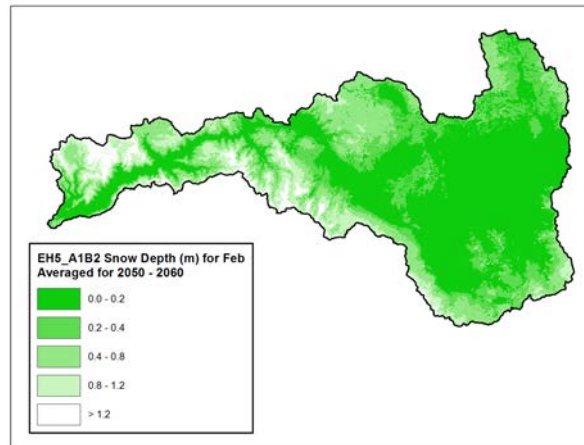 EH5_A1B2 Snow Depth (m) for Feb
Averaged for 2050 - 2060
0.0 - 0.2
0.2 - 0.4
0.4 - 0.8
0.8 - 1.2
> 1.2